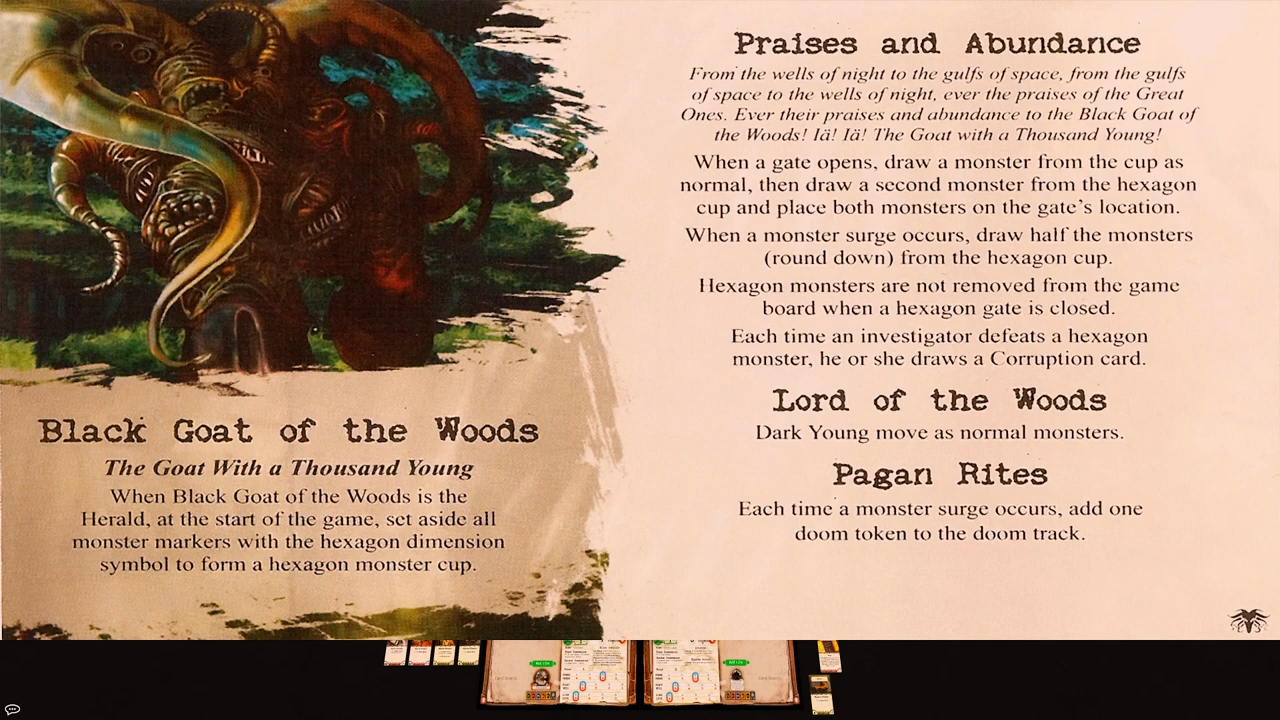 Black Goat of the Woods
The Goat With a Thousand Young
When Black Goat of the Woods is the
Herald, at the start of the game, set aside all
monster markers with the hexagon dimension
symbol to form a hexagon monster cup.
Praises and Abundance
From the wells of night to the gulfs of space, from the gulfs
of space to the wells of night, ever the praises of the Great
Ones. Ever their praises and abundance to the Black Goat of
the Woods! Iä! Iä! The Goat with a Thousand Young!
When a gate opens, draw a monster from the cup as
normal, then draw a second monster from the hexagon
cup and place both monsters on the gate's location.
When a monster surge occurs, draw half the monsters
(round down) from the hexagon cup.
Hexagon monsters are not removed from the game
board when a hexagon gate is closed.
Each time an investigator defeats a hexagon
monster, he or she draws a Corruption card.
Lord of the Woods
Dark Young move as normal monsters.
Pagan Rites
Each time a monster surge occurs, add one
doom token to the doom track.